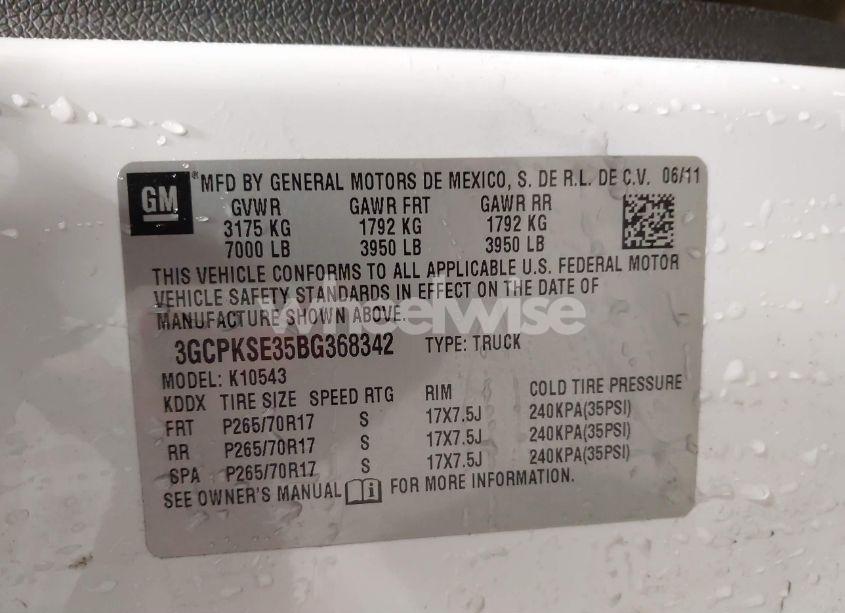 GM
®MFD BY GENERAL MOTORS DE MEXICO, S. DE R.L. DE C.V. 06/11
GVWR GAWR FRT GAWR RR
3175 KG 1792 KG 1792 KG
7000 LB 3950 LB 3950 LB
THIS VEHICLE CONFORMS TO ALL APPLICABLE U.S. FEDERAL MOTOR
VEHICLE SAFETY STANDARDS IN EFFECT ON THE DATE OF
MANUFACTURE SHOWN ABOVE.
wheelwise
3GCPKSE35BG368342 TYPE: TRUCK
MODEL: K10543
KDDX TIRE SIZE SPEED RTG RIM COLD TIRE PRESSURE
FRT P265/70R17 S 17X7.5J 240KPA(35PSI)
RR P265/70R17 S 17X7.5J 240KPA(35PSI)
SPA P265/70R17 S 17X7.5J 240KPA(35PSI)
SEE OWNER'S MANUAL FOR MORE INFORMATION.